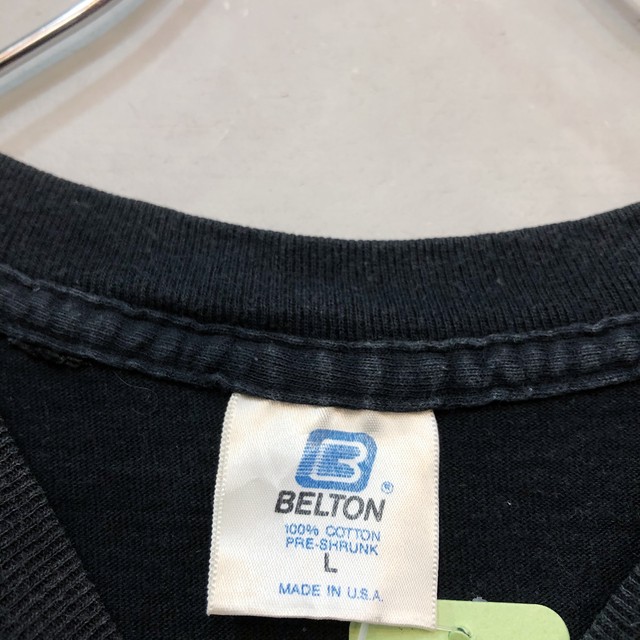 B
BELTON ®
100% COTTON
PRE-SHRUNK
L
MADE IN U.S.A.